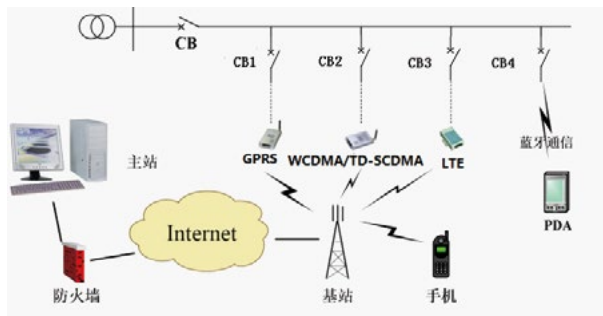 CB
CB1
CB2
CB3
CB4
主站
GPRS
WCDMA/TD-SCDMA
LTE
蓝牙通信
Internet
PDA
防火墙
基站
手机